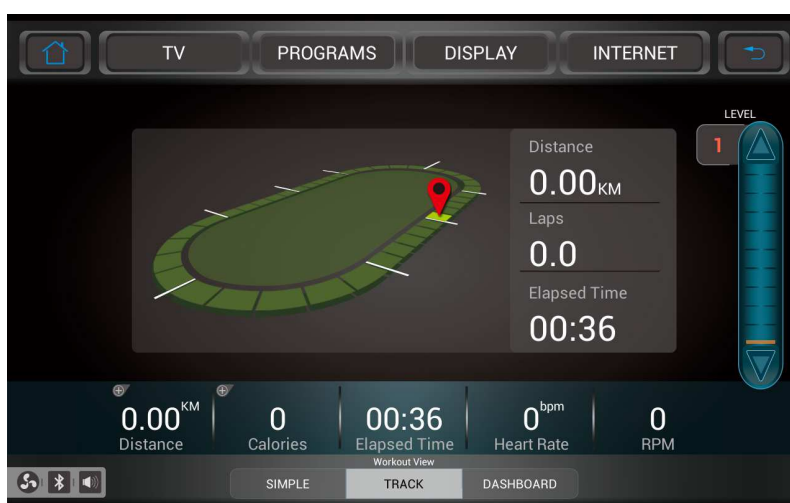 TV PROGRAMS DISPLAY INTERNET
LEVEL
1
Distance
0.00KM
Laps
0.0
Elapsed Time
00:36
0.00KM 0 00:36 0bpm 0
Distance Calories Elapsed Time Heart Rate RPM
Workout View
SIMPLE TRACK DASHBOARD